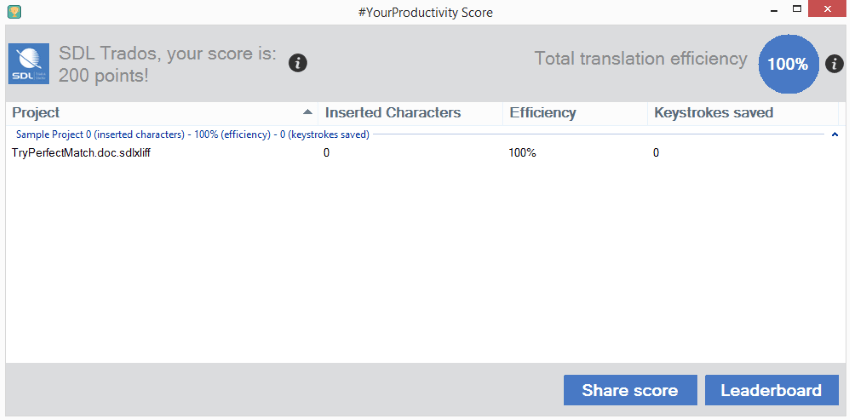 #YourProductivity Score
SDL Trados, your score is:
200 points!
Total translation efficiency
100%
SDL
Project Inserted Characters Efficiency Keystrokes saved
Sample Project 0 (inserted characters) - 100% (efficiency) - 0 (keystrokes saved)
TryPerfectMatch.doc.sdlxliff 0 100% 0
Share score Leaderboard